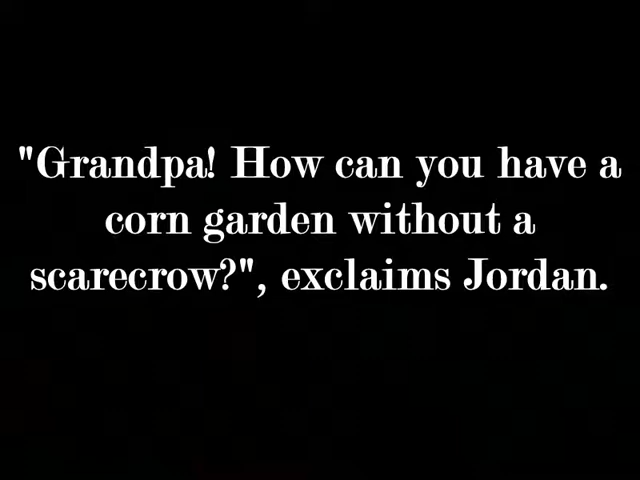 "Grandpa! How can you have a
corn garden without a
scarecrow?", exclaims Jordan.